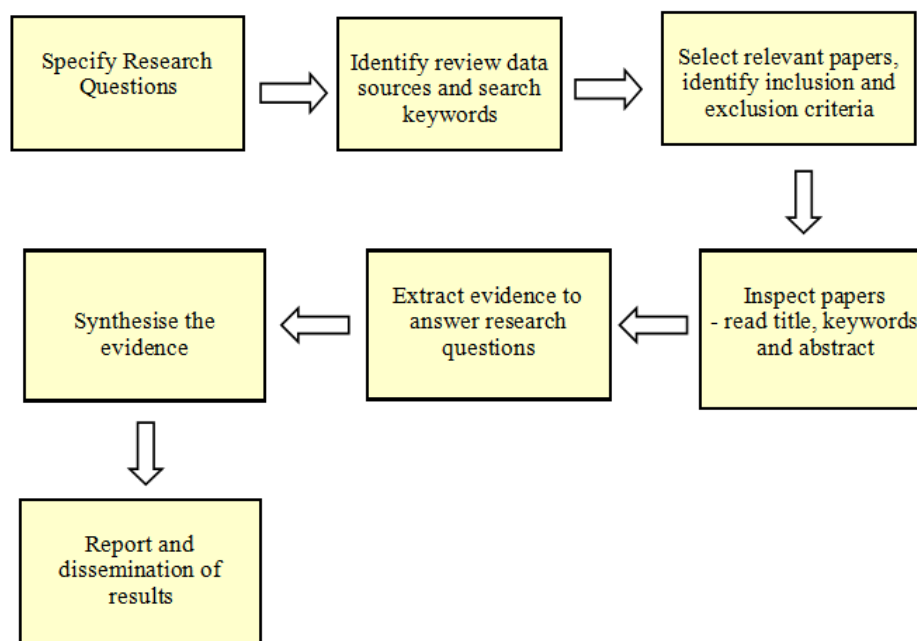 Specify Research
Questions
Identify review data
sources and search
keywords
Select relevant papers,
identify inclusion and
exclusion criteria
Inspect papers
- read title, keywords
and abstract
Extract evidence to
answer research
questions
Synthesise the
evidence
Report and
dissemination of
results